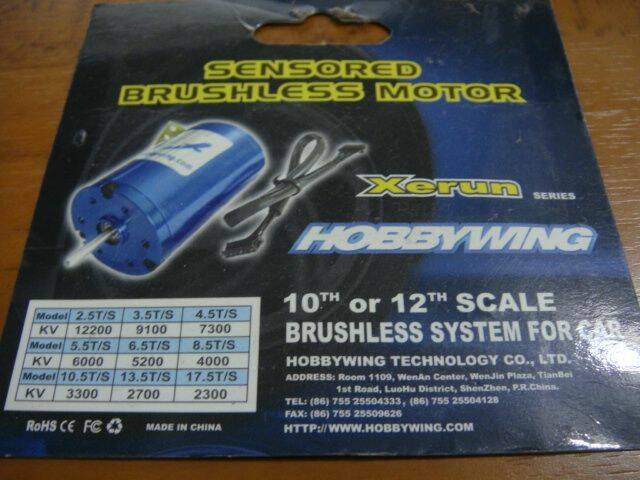 SENSORED
BRUSHLESS MOTOR
Xerun SERIES
HOBBYWING
10TH or 12TH SCALE
BRUSHLESS SYSTEM FOR CAR
Model 2.5T/S 3.5T/S 4.5T/S
KV 12200 9100 7300
Model 5.5T/S 6.5T/S 8.5T/S
KV 6000 5200 4000
Model 10.5T/S 13.5T/S 17.5T/S
KV 3300 2700 2300
HOBBYWING TECHNOLOGY CO., LTD.
ADDRESS: Room 1109, WenAn Center, WenJin Plaza, TianBei
1st Road, LuoHu District, ShenZhen, P.R.China.
TEL: (86) 755 25504333, (86) 755 25504128
FAX: (86) 755 25509626
HTTP://WWW.HOBBYWING.COM
RoHS CE FC MADE IN CHINA